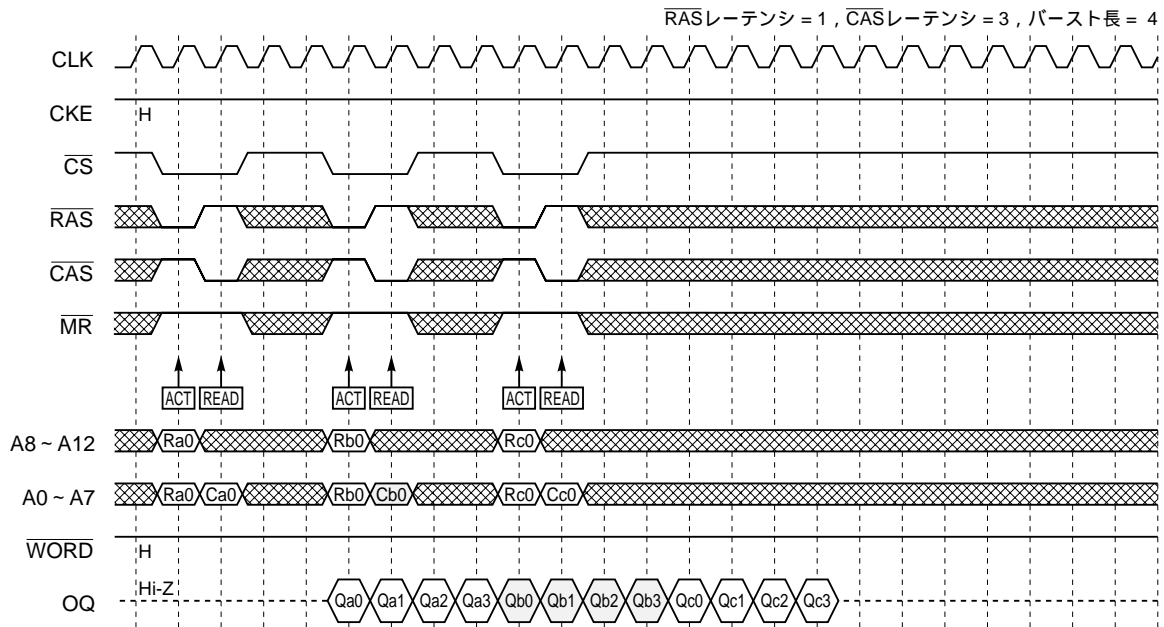 RASレーテンシ = 1 , CASレーテンシ = 3 , バースト長 = 4
CLK
CKE H
CS
RAS
CAS
MR
ACT READ ACT READ ACT READ
A8 ~ A12 Ra0 Rb0 Rc0
A0 ~ A7 Ra0 Ca0 Rb0 Cb0 Rc0 Cc0
WORD H
OQ Hi-Z Qa0 Qa1 Qa2 Qa3 Qb0 Qb1 Qb2 Qb3 Qc0 Qc1 Qc2 Qc3